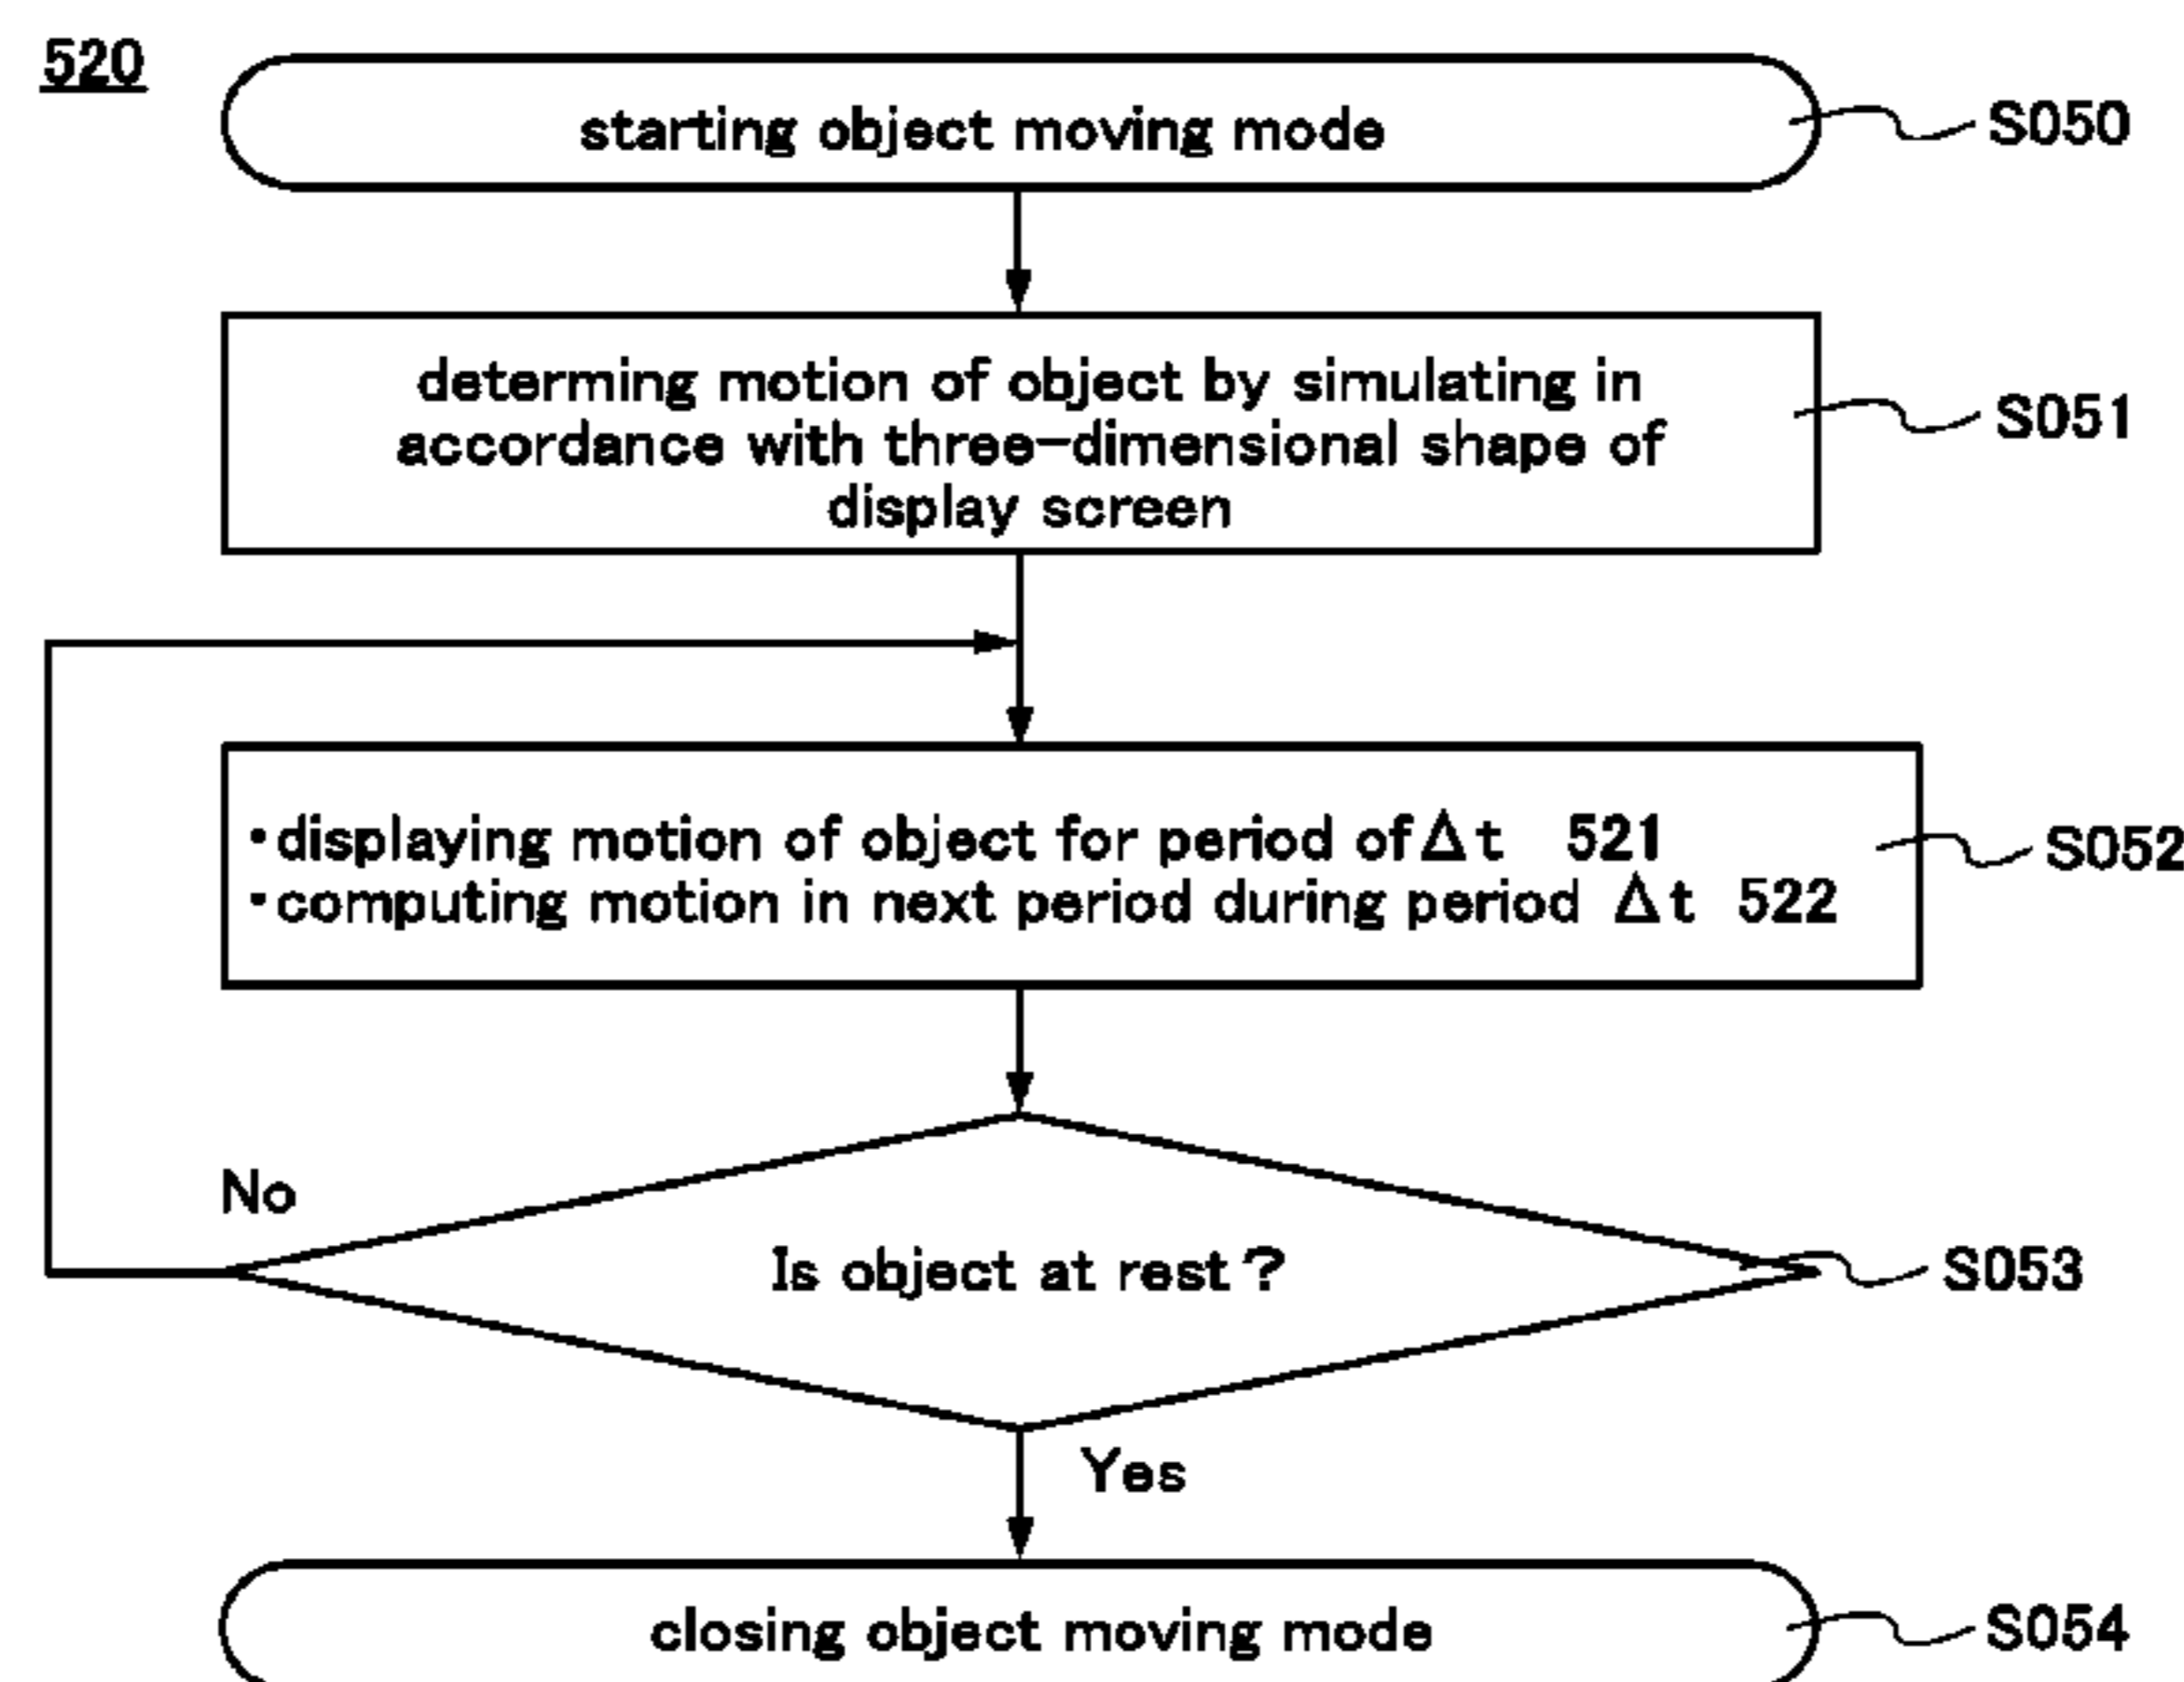 520
starting object moving mode
S050
determing motion of object by simulating in
accordance with three-dimensional shape of
display screen
S051
・displaying motion of object for period of Δt 521
・computing motion in next period during period Δt 522
S052
No
Is object at rest?
S053
Yes
closing object moving mode
S054